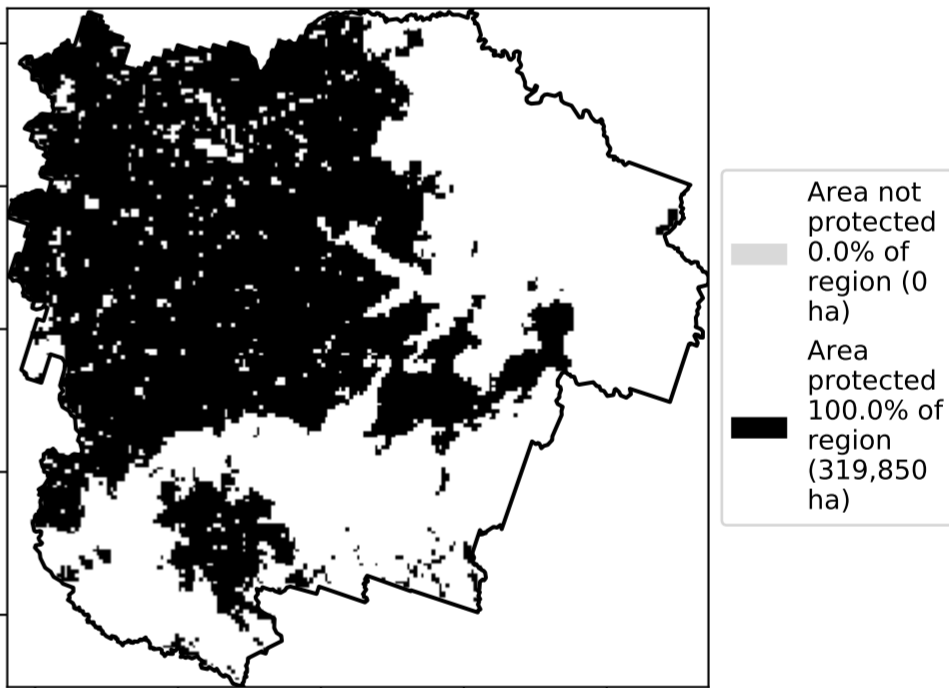 Area not
protected
0.0% of
region (0
ha)
Area
protected
100.0% of
region
(319,850
ha)